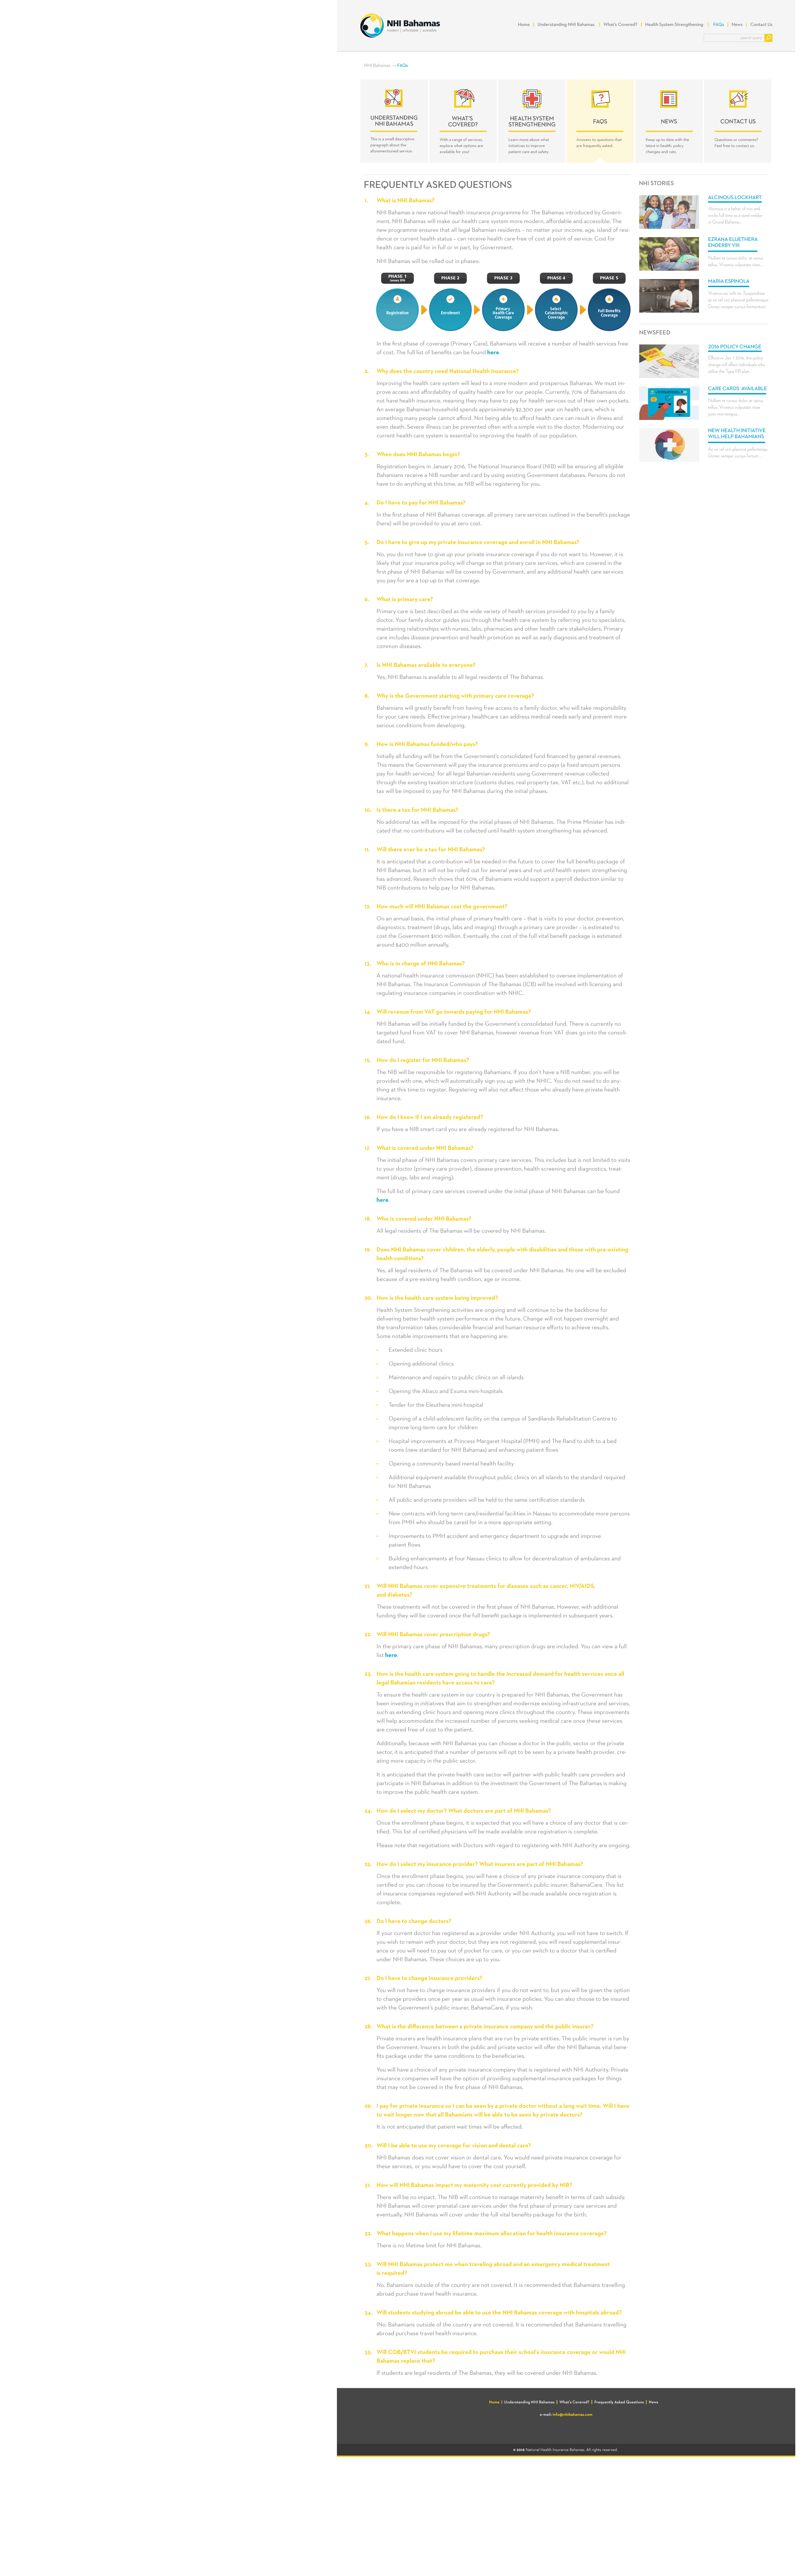 NHI Bahamas
modern | affordable | accessible
Home | Understanding NHI Bahamas | What's Covered? | Health System Strengthening | FAQs | News | Contact Us
search query
NHI Bahamas >> FAQs
UNDERSTANDING
NHI BAHAMAS
This is a small descriptive
paragraph about the
aforementioned service.
WHAT'S
COVERED?
With a range of services,
explore what options are
available for you!
HEALTH SYSTEM
STRENGTHENING
Learn more about what
initiatives to improve
patient care and safety.
FAQS
Answers to questions that
are frequently asked.
NEWS
Keep up to date with the
latest in health, policy
changes and care.
CONTACT US
Questions or comments?
Feel free to contact us.
FREQUENTLY ASKED QUESTIONS
1. What is NHI Bahamas?
NHI Bahamas a new national health insurance programme for The Bahamas introduced by Govern-
ment. NHI Bahamas will make our health care system more modern, affordable and accessible. The
new programme ensures that all legal Bahamian residents – no matter your income, age, island of resi-
dence or current health status – can receive health care free of cost at point of service. Cost for
health care is paid for in full or in part, by Government.
NHI Bahamas will be rolled out in phases:
PHASE 1
January 2016
PHASE 2
PHASE 3
PHASE 4
PHASE 5
Registration
Enrolment
Primary
Health Care
Coverage
Select
Catastrophic
Coverage
Full Benefits
Coverage
In the first phase of coverage (Primary Care), Bahamians will receive a number of health services free
of cost. The full list of benefits can be found here.
2. Why does the country need National Health Insurance?
Improving the health care system will lead to a more modern and prosperous Bahamas. We must im-
prove access and affordability of quality health care for our people. Currently, 70% of Bahamians do
not have health insurance, meaning they may have to pay for health services out of their own pockets.
An average Bahamian household spends approximately $2,300 per year on health care, which is
something many people cannot afford. Not being able to afford health care can lead to illness and
even death. Severe illness can be prevented often with a simple visit to the doctor. Modernising our
current health care system is essential to improving the health of our population.
3. When does NHI Bahamas begin?
Registration begins in January 2016. The National Insurance Board (NIB) will be ensuring all eligible
Bahamians receive a NIB number and card by using existing Government databases. Persons do not
have to do anything at this time, as NIB will be registering for you.
4. Do I have to pay for NHI Bahamas?
In the first phase of NHI Bahamas coverage, all primary care services outlined in the benefit's package
(here) will be provided to you at zero cost.
5. Do I have to give up my private insurance coverage and enroll in NHI Bahamas?
No, you do not have to give up your private insurance coverage if you do not want to. However, it is
likely that your insurance policy will change so that primary care services, which are covered in the
first phase of NHI Bahamas will be covered by Government, and any additional health care services
you pay for are a top-up to that coverage.
6. What is primary care?
Primary care is best described as the wide variety of health services provided to you by a family
doctor. Your family doctor guides you through the health care system by referring you to specialists,
maintaining relationships with nurses, labs, pharmacies and other health care stakeholders. Primary
care includes disease prevention and health promotion as well as early diagnosis and treatment of
common diseases.
7. Is NHI Bahamas available to everyone?
Yes, NHI Bahamas is available to all legal residents of The Bahamas.
8. Why is the Government starting with primary care coverage?
Bahamians will greatly benefit from having free access to a family doctor, who will take responsibility
for your care needs. Effective primary healthcare can address medical needs early and prevent more
serious conditions from developing.
9. How is NHI Bahamas funded/who pays?
Initially all funding will be from the Government's consolidated fund financed by general revenues.
This means the Government will pay the insurance premiums and co-pays (a fixed amount persons
pay for health services) for all legal Bahamian residents using Government revenue collected
through the existing taxation structure (customs duties, real property tax, VAT etc.), but no additional
tax will be imposed to pay for NHI Bahamas during the initial phases.
10. Is there a tax for NHI Bahamas?
No additional tax will be imposed for the initial phases of NHI Bahamas. The Prime Minister has indi-
cated that no contributions will be collected until health system strengthening has advanced.
11. Will there ever be a tax for NHI Bahamas?
It is anticipated that a contribution will be needed in the future to cover the full benefits package of
NHI Bahamas, but it will not be rolled out for several years and not until health system strengthening
has advanced. Research shows that 60% of Bahamians would support a payroll deduction similar to
NIB contributions to help pay for NHI Bahamas.
12. How much will NHI Bahamas cost the government?
On an annual basis, the initial phase of primary health care – that is visits to your doctor, prevention,
diagnostics, treatment (drugs, labs and imaging) through a primary care provider – is estimated to
cost the Government $100 million. Eventually, the cost of the full vital benefit package is estimated
around $400 million annually.
13. Who is in charge of NHI Bahamas?
A national health insurance commission (NHIC) has been established to oversee implementation of
NHI Bahamas. The Insurance Commission of The Bahamas (ICB) will be involved with licensing and
regulating insurance companies in coordination with NHIC.
14. Will revenue from VAT go towards paying for NHI Bahamas?
NHI Bahamas will be initially funded by the Government's consolidated fund. There is currently no
targeted fund from VAT to cover NHI Bahamas, however revenue from VAT does go into the consoli-
dated fund.
15. How do I register for NHI Bahamas?
The NIB will be responsible for registering Bahamians. If you don't have a NIB number, you will be
provided with one, which will automatically sign you up with the NHIC. You do not need to do any-
thing at this time to register. Registering will also not affect those who already have private health
insurance.
16. How do I know if I am already registered?
If you have a NIB smart card you are already registered for NHI Bahamas.
17. What is covered under NHI Bahamas?
The initial phase of NHI Bahamas covers primary care services. This includes but is not limited to visits
to your doctor (primary care provider), disease prevention, health screening and diagnostics, treat-
ment (drugs, labs and imaging).
The full list of primary care services covered under the initial phase of NHI Bahamas can be found
here.
18. Who is covered under NHI Bahamas?
All legal residents of The Bahamas will be covered by NHI Bahamas.
19. Does NHI Bahamas cover children, the elderly, people with disabilities and those with pre-existing
health conditions?
Yes, all legal residents of The Bahamas will be covered under NHI Bahamas. No one will be excluded
because of a pre-existing health condition, age or income.
20. How is the health care system being improved?
Health System Strengthening activities are ongoing and will continue to be the backbone for
delivering better health system performance in the future. Change will not happen overnight and
the transformation takes considerable financial and human resource efforts to achieve results.
Some notable improvements that are happening are:
- Extended clinic hours
- Opening additional clinics
- Maintenance and repairs to public clinics on all islands
- Opening the Abaco and Exuma mini-hospitals
- Tender for the Eleuthera mini-hospital
- Opening of a child-adolescent facility on the campus of Sandilands Rehabilitation Centre to
improve long-term care for children
- Hospital improvements at Princess Margaret Hospital (PMH) and The Rand to shift to 4 bed
rooms (new standard for NHI Bahamas) and enhancing patient flows
- Opening a community based mental health facility
- Additional equipment available throughout public clinics on all islands to the standard required
for NHI Bahamas
- All public and private providers will be held to the same certification standards
- New contracts with long-term care/residential facilities in Nassau to accommodate more persons
from PMH who should be cared for in a more appropriate setting
- Improvements to PMH accident and emergency department to upgrade and improve
patient flows
- Building enhancements at four Nassau clinics to allow for decentralization of ambulances and
extended hours
21. Will NHI Bahamas cover expensive treatments for diseases such as cancer, HIV/AIDS,
and diabetes?
These treatments will not be covered in the first phase of NHI Bahamas. However, with additional
funding they will be covered once the full benefit package is implemented in subsequent years.
22. Will NHI Bahamas cover prescription drugs?
In the primary care phase of NHI Bahamas, many prescription drugs are included. You can view a full
list here.
23. How is the health care system going to handle the increased demand for health services once all
legal Bahamian residents have access to care?
To ensure the health care system in our country is prepared for NHI Bahamas, the Government has
been investing in initiatives that aim to strengthen and modernize existing infrastructure and services,
such as extending clinic hours and opening more clinics throughout the country. These improvements
will help accommodate the increased number of persons seeking medical care once these services
are covered free of cost to the patient.
Additionally, because with NHI Bahamas you can choose a doctor in the public sector or the private
sector, it is anticipated that a number of persons will opt to be seen by a private health provider, cre-
ating more capacity in the public sector.
It is anticipated that the private health care sector will partner with public health care providers and
participate in NHI Bahamas in addition to the investment the Government of The Bahamas is making
to improve the public health care system.
24. How do I select my doctor? What doctors are part of NHI Bahamas?
Once the enrollment phase begins, it is expected that you will have a choice of any doctor that is cer-
tified. This list of certified physicians will be made available once registration is complete.
Please note that negotiations with Doctors with regard to registering with NHI Authority are ongoing.
25. How do I select my insurance provider? What insurers are part of NHI Bahamas?
Once the enrollment phase begins, you will have a choice of any private insurance company that is
certified or you can choose to be insured by the Government's public insurer, BahamaCare. This list
of insurance companies registered with NHI Authority will be made available once registration is
complete.
26. Do I have to change doctors?
If your current doctor has registered as a provider under NHI Authority, you will not have to switch. If
you wish to remain with your doctor, but they are not registered, you will need supplemental insur-
ance or you will need to pay out of pocket for care, or you can switch to a doctor that is certified
under NHI Bahamas. These choices are up to you.
27. Do I have to change insurance providers?
You will not have to change insurance providers if you do not want to, but you will be given the option
to change providers once per year as usual with insurance policies. You can also choose to be insured
with the Government's public insurer, BahamaCare, if you wish.
28. What is the difference between a private insurance company and the public insurer?
Private insurers are health insurance plans that are run by private entities. The public insurer is run by
the Government. Insurers in both the public and private sector will offer the NHI Bahamas vital bene-
fits package under the same conditions to the beneficiaries.
You will have a choice of any private insurance company that is registered with NHI Authority. Private
insurance companies will have the option of providing supplemental insurance packages for things
that may not be covered in the first phase of NHI Bahamas.
29. I pay for private insurance so I can be seen by a private doctor without a long wait time. Will I have
to wait longer now that all Bahamians will be able to be seen by private doctors?
It is not anticipated that patient wait times will be affected.
30. Will I be able to use my coverage for vision and dental care?
NHI Bahamas does not cover vision or dental care. You would need private insurance coverage for
these services, or you would have to cover the cost yourself.
31. How will NHI Bahamas impact my maternity cost currently provided by NIB?
There will be no impact. The NIB will continue to manage maternity benefit in terms of cash subsidy.
NHI Bahamas will cover prenatal care services under the first phase of primary care services and
eventually, NHI Bahamas will cover under the full vital benefits package for the birth.
32. What happens when I use my lifetime maximum allocation for health insurance coverage?
There is no lifetime limit for NHI Bahamas.
33. Will NHI Bahamas protect me when traveling abroad and an emergency medical treatment
is required?
No. Bahamians outside of the country are not covered. It is recommended that Bahamians travelling
abroad purchase travel health insurance.
34. Will students studying abroad be able to use the NHI Bahamas coverage with hospitals abroad?
INo. Bahamians outside of the country are not covered. It is recommended that Bahamians travelling
abroad purchase travel health insurance.
35. Will COB/BTVI students be required to purchase their school's insurance coverage or would NHI
Bahamas replace that?
If students are legal residents of The Bahamas, they will be covered under NHI Bahamas.
NHI STORIES
ALCINOUS LOCKHART
Alcinous is a father of two and
works full time as a steel welder
in Grand Bahama.
EZRANA ELUETHERA
ENDERBY VIII
Nullam et cursus dolor, at varius
tellus. Vivamus vulputate vitae...
MARIA ESPINOLA
NEWSFEED
2016 POLICY CHANGE
Effective, Jan. 1 2016, this policy
change will affect individuals who
utilise the Type VIII plan...
CARE CARDS AVAILABLE
Nullam et cursus dolor, at varius
tellus. Vivamus vulputate vitae
justo nisi tempus
NEW HEALTH INITIATIVE
WILL HELP BAHAMIANS
Home | Understanding NHI Bahamas | What's Covered? | Frequently Asked Questions | News
e-mail: info@nhibahamas.com
© 2015 National Health Insurance Bahamas. All rights reserved.